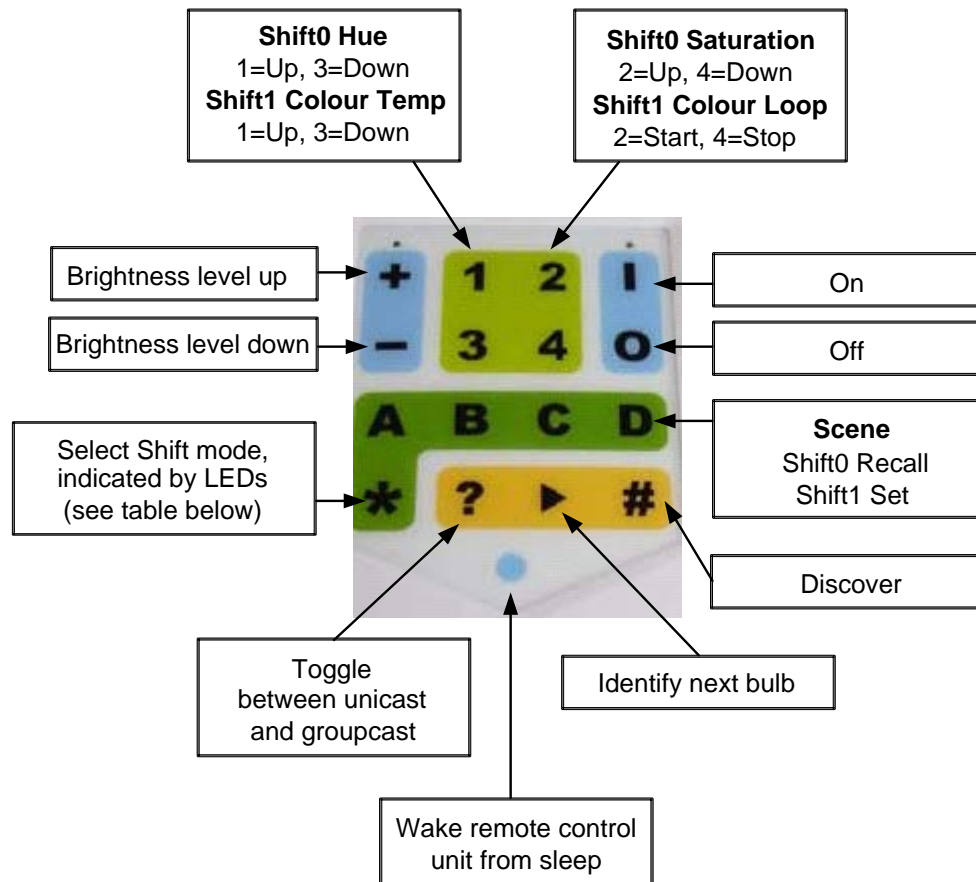 Shift0 Hue
1=Up, 3=Down
Shift1 Colour Temp
1=Up, 3=Down
Shift0 Saturation
2=Up, 4=Down
Shift1 Colour Loop
2=Start, 4=Stop
Brightness level up
+ 1 2 I
On
Brightness level down
− 3 4 O
Off
A B C D
Scene
Shift0 Recall
Shift1 Set
Select Shift mode,
indicated by LEDs
(see table below)
* ? ► #
Discover
Toggle
between unicast
and groupcast
Identify next bulb
Wake remote control
unit from sleep